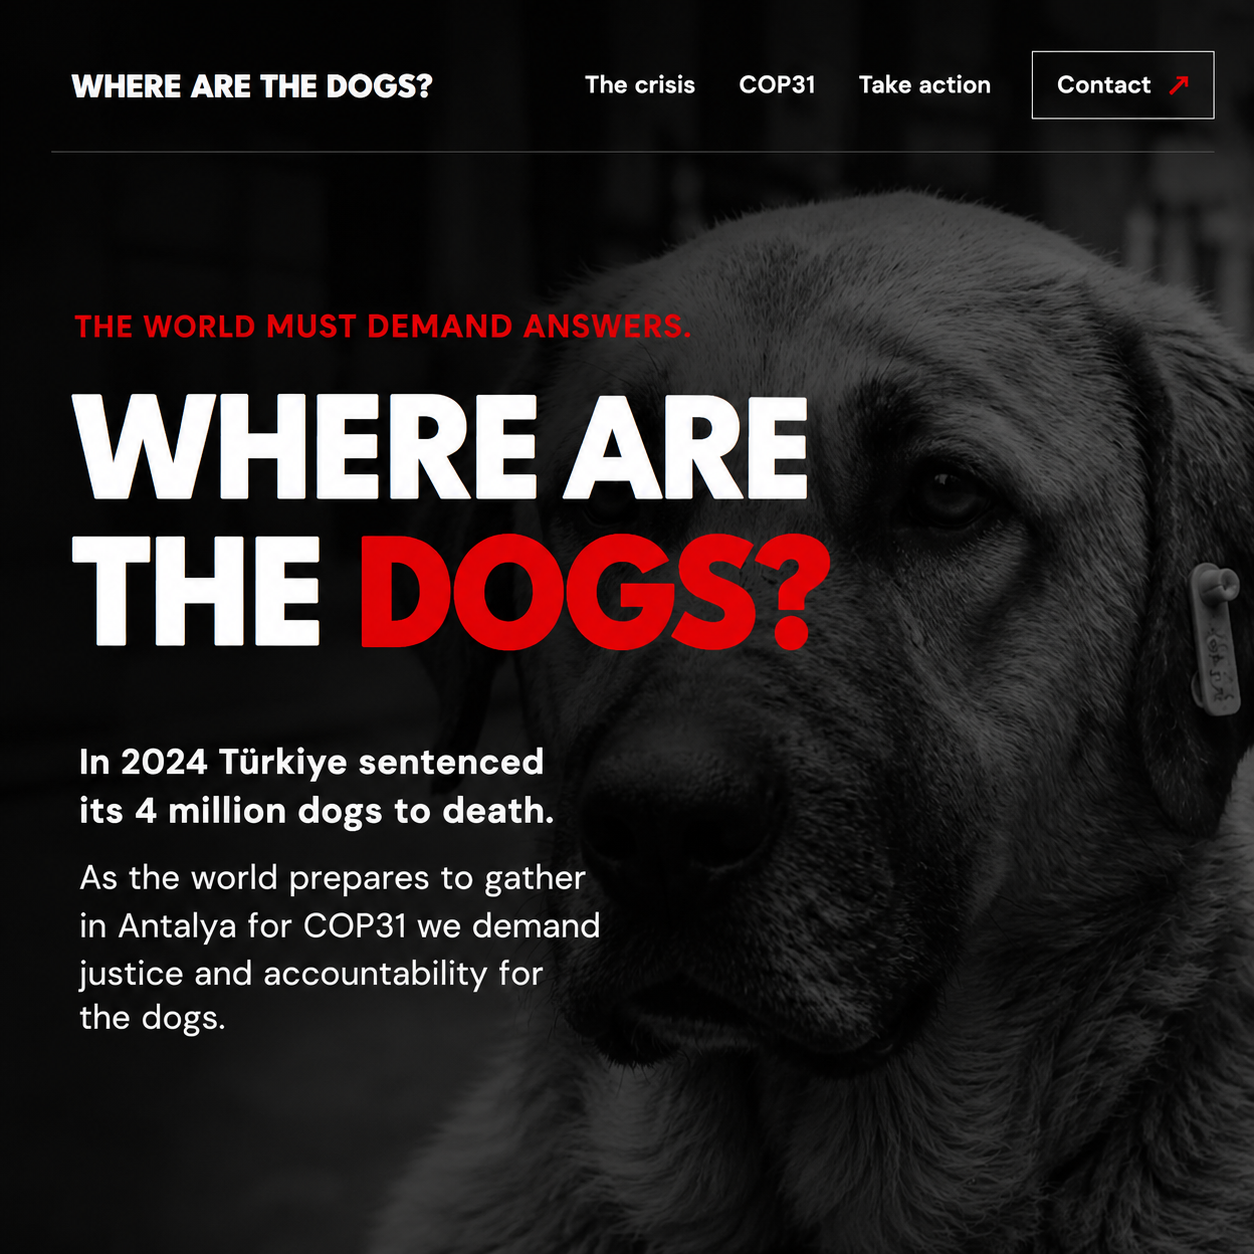 WHERE ARE THE DOGS?
The crisis
COP31
Take action
Contact
THE WORLD MUST DEMAND ANSWERS.
WHERE ARE
THE DOGS?
In 2024 Türkiye sentenced
its 4 million dogs to death.
As the world prepares to gather
in Antalya for COP31 we demand
justice and accountability for
the dogs.